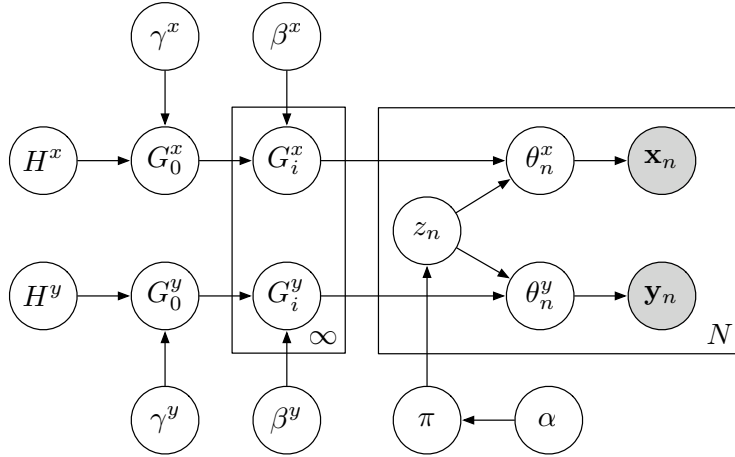 γ^x β^x
H^x G_0^x G_i^x θ_n^x 𝐱_n
z_n
H^y G_0^y G_i^y θ_n^y 𝐲_n
∞ N
γ^y β^y π α